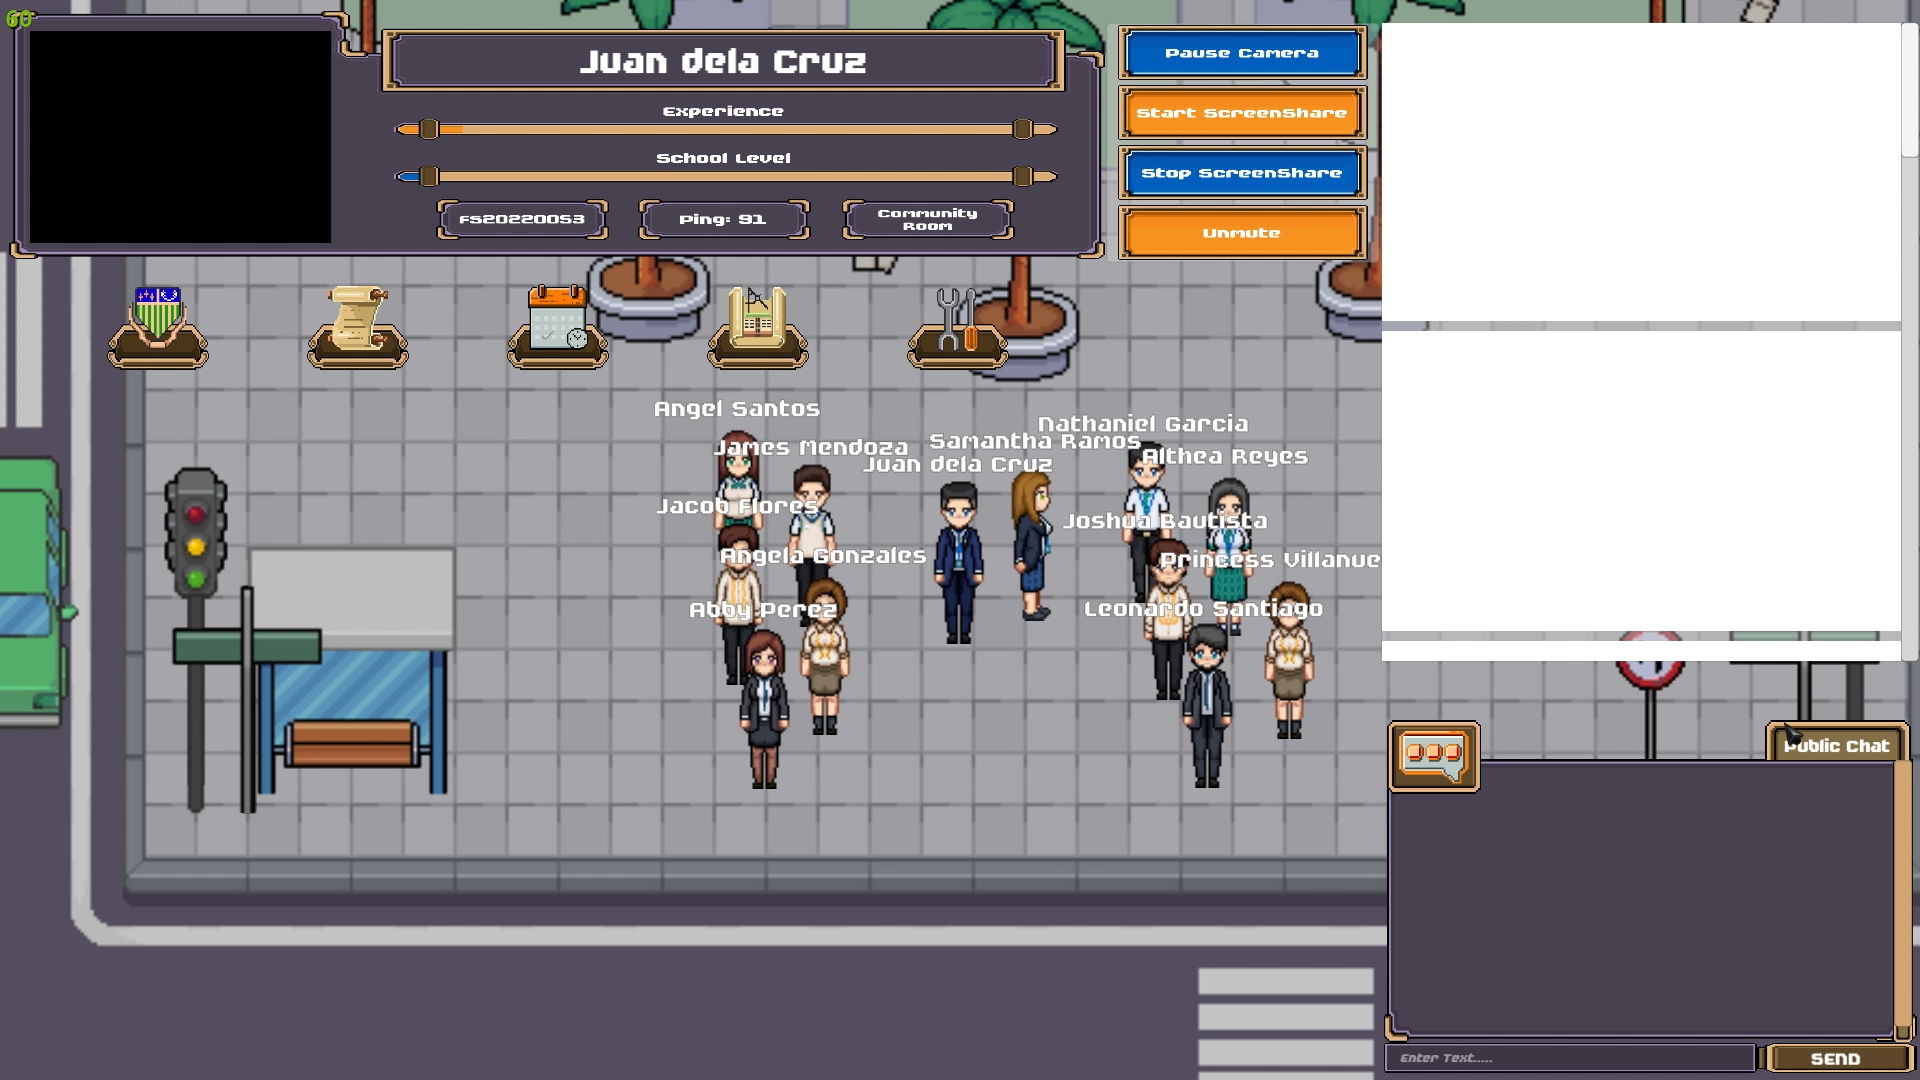 60
Juan dela Cruz
Experience
School Level
FS20220053
Ping: 91
Community
Room
Pause Camera
Start ScreenShare
Stop ScreenShare
Unmute
Angel Santos
Nathaniel Garcia
James Mendoza
Samantha Ramos
Juan dela Cruz
Althea Reyes
Jacob Flores
Joshua Bautista
Angela Gonzales
Princess Villanue
Abby Perez
Leonardo Santiago
Public Chat
Enter Text.....
SEND